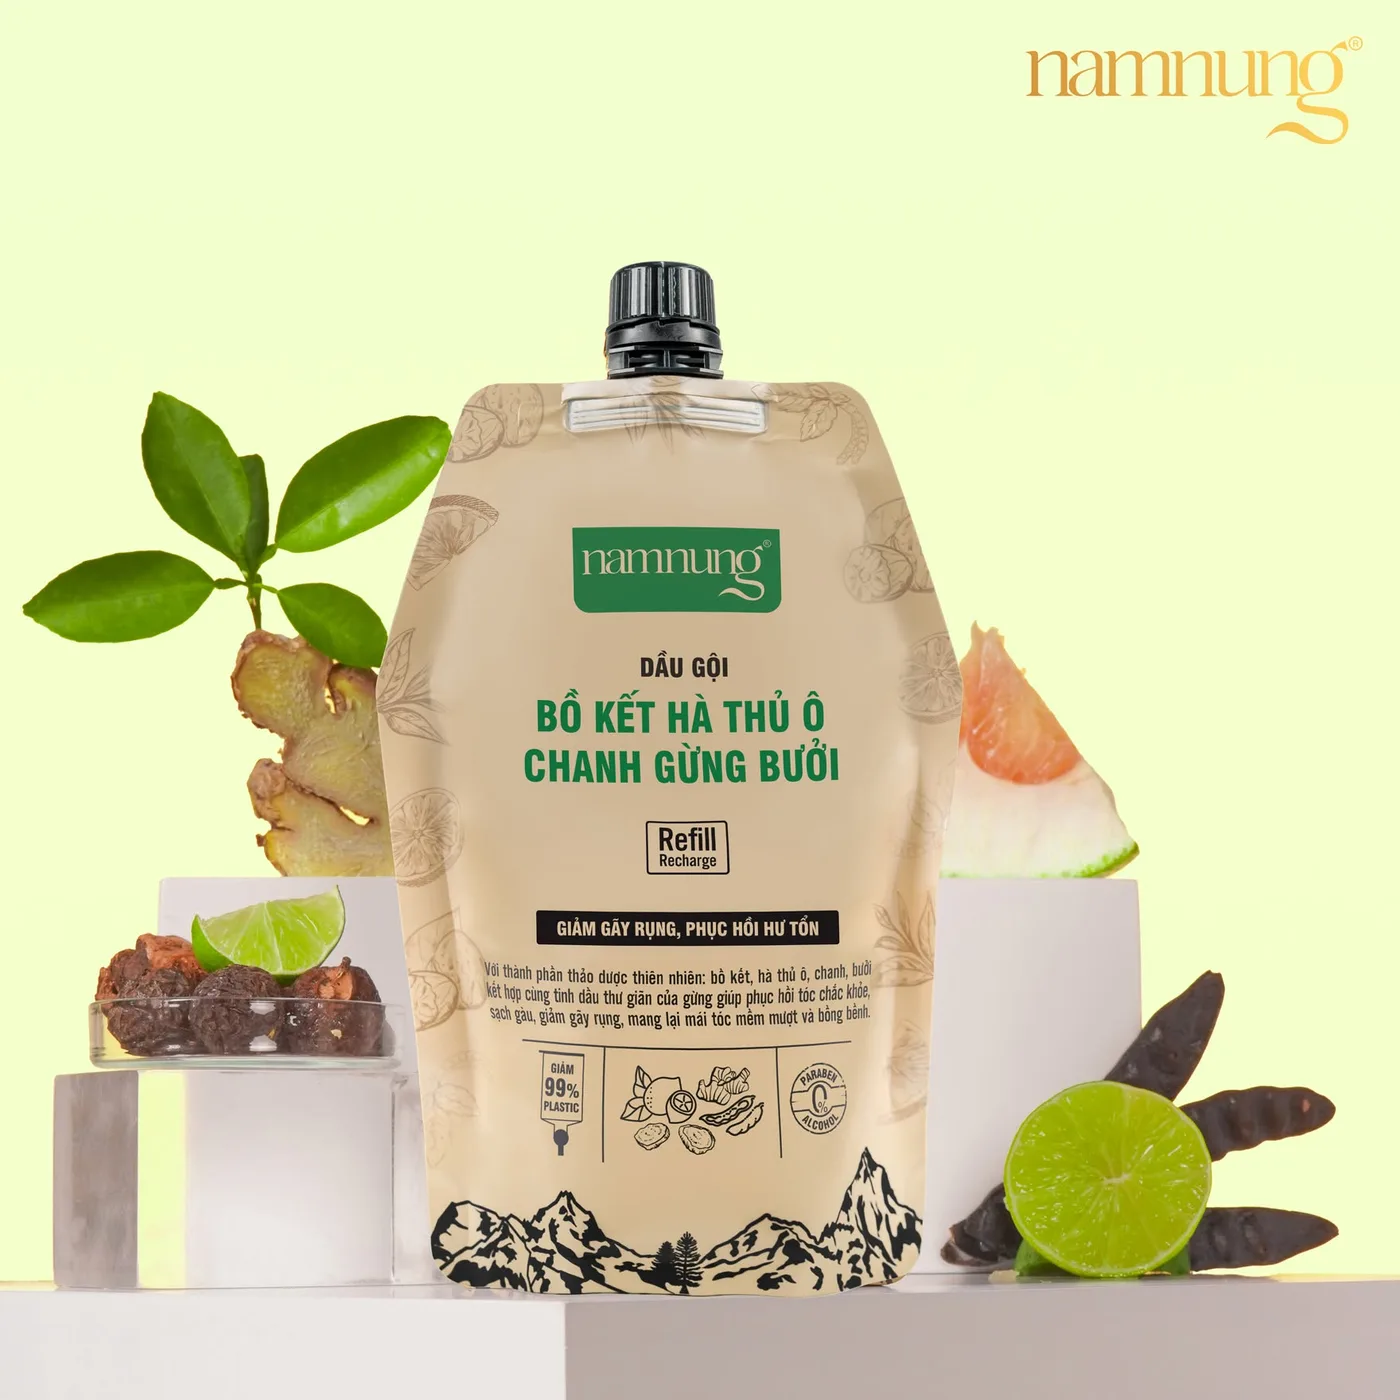 namnung®
namnung®
DẦU GỘI
BỒ KẾT HÀ THỦ Ô
CHANH GỪNG BƯỞI
Refill
Recharge
GIẢM GÃY RỤNG, PHỤC HỒI HƯ TỔN
Với thành phần thảo dược thiên nhiên: bồ kết, hà thủ ô, chanh, bưởi
kết hợp cùng tinh dầu thư giãn của gừng giúp phục hồi tóc chắc khỏe,
sạch gàu, giảm gãy rụng, mang lại mái tóc mềm mượt và bồng bềnh.
GIẢM
99%
PLASTIC
PARABEN
0%
ALCOHOL